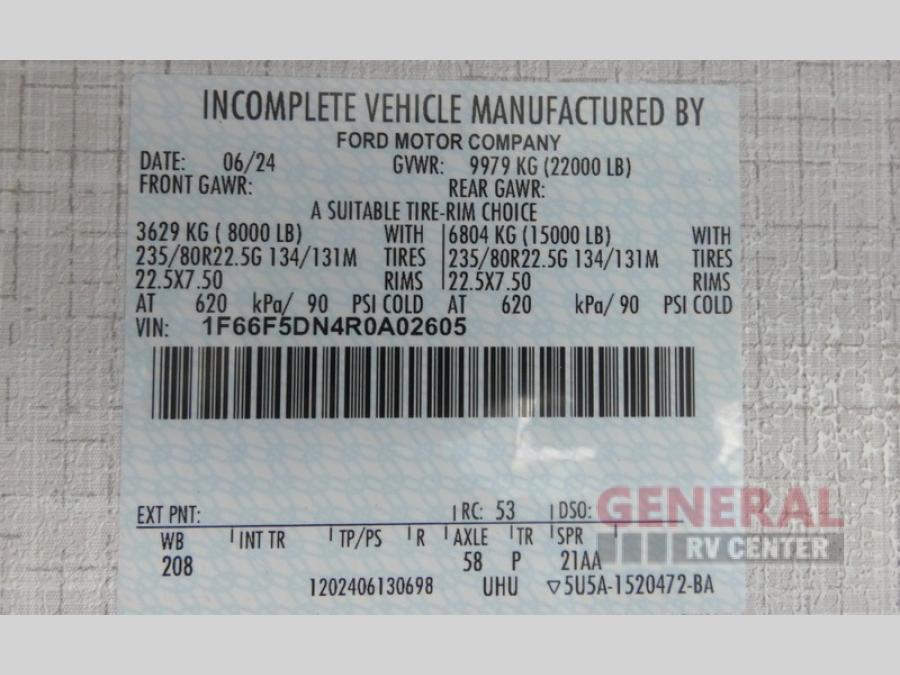 INCOMPLETE VEHICLE MANUFACTURED BY
FORD MOTOR COMPANY
DATE: 06/24 GVWR: 9979 KG (22000 LB)
FRONT GAWR: REAR GAWR:
A SUITABLE TIRE-RIM CHOICE
3629 KG ( 8000 LB) WITH 6804 KG (15000 LB) WITH
235/80R22.5G 134/131M TIRES 235/80R22.5G 134/131M TIRES
22.5X7.50 RIMS 22.5X7.50 RIMS
AT 620 kPa/ 90 PSI COLD AT 620 kPa/ 90 PSI COLD
VIN: 1F66F5DN4R0A02605
EXT PNT: RC: 53 DSO:
WB INT TR TP/PS R AXLE TR SPR
208 58 P 21AA
1202406130698 UHU ▽5U5A-1520472-BA
GENERAL
RV CENTER